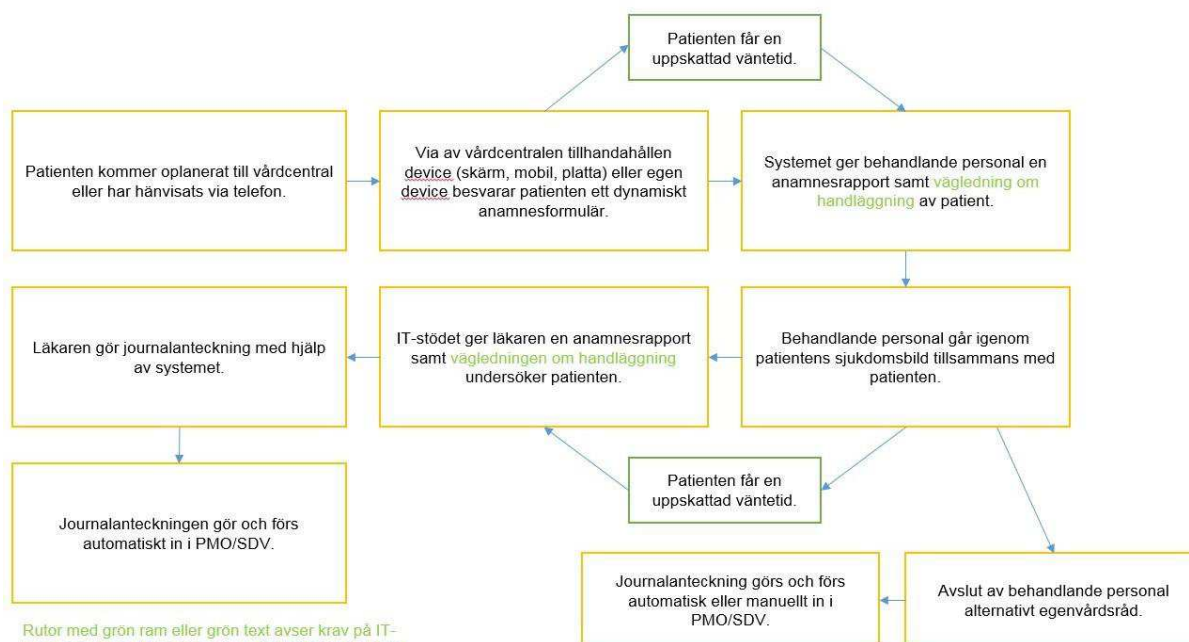 Patienten får en
uppskattad väntetid.
Patienten kommer oplanerat till vårdcentral
eller har hänvisats via telefon.
Via av vårdcentralen tillhandahållen
device (skärm, mobil, platta) eller egen
device besvarar patienten ett dynamiskt
anamnesformulär.
Systemet ger behandlande personal en
anamnesrapport samt vägledning om
handläggning av patient.
Läkaren gör journalanteckning med hjälp
av systemet.
IT-stödet ger läkaren en anamnesrapport
samt vägledningen om handläggning
undersöker patienten.
Behandlande personal går igenom
patientens sjukdomsbild tillsammans med
patienten.
Patienten får en
uppskattad väntetid.
Journalanteckningen gör och förs
automatiskt in i PMO/SDV.
Journalanteckning görs och förs
automatisk eller manuellt in i
PMO/SDV.
Avslut av behandlande personal
alternativt egenvårdsråd.
Rutor med grön ram eller grön text avser krav på IT-